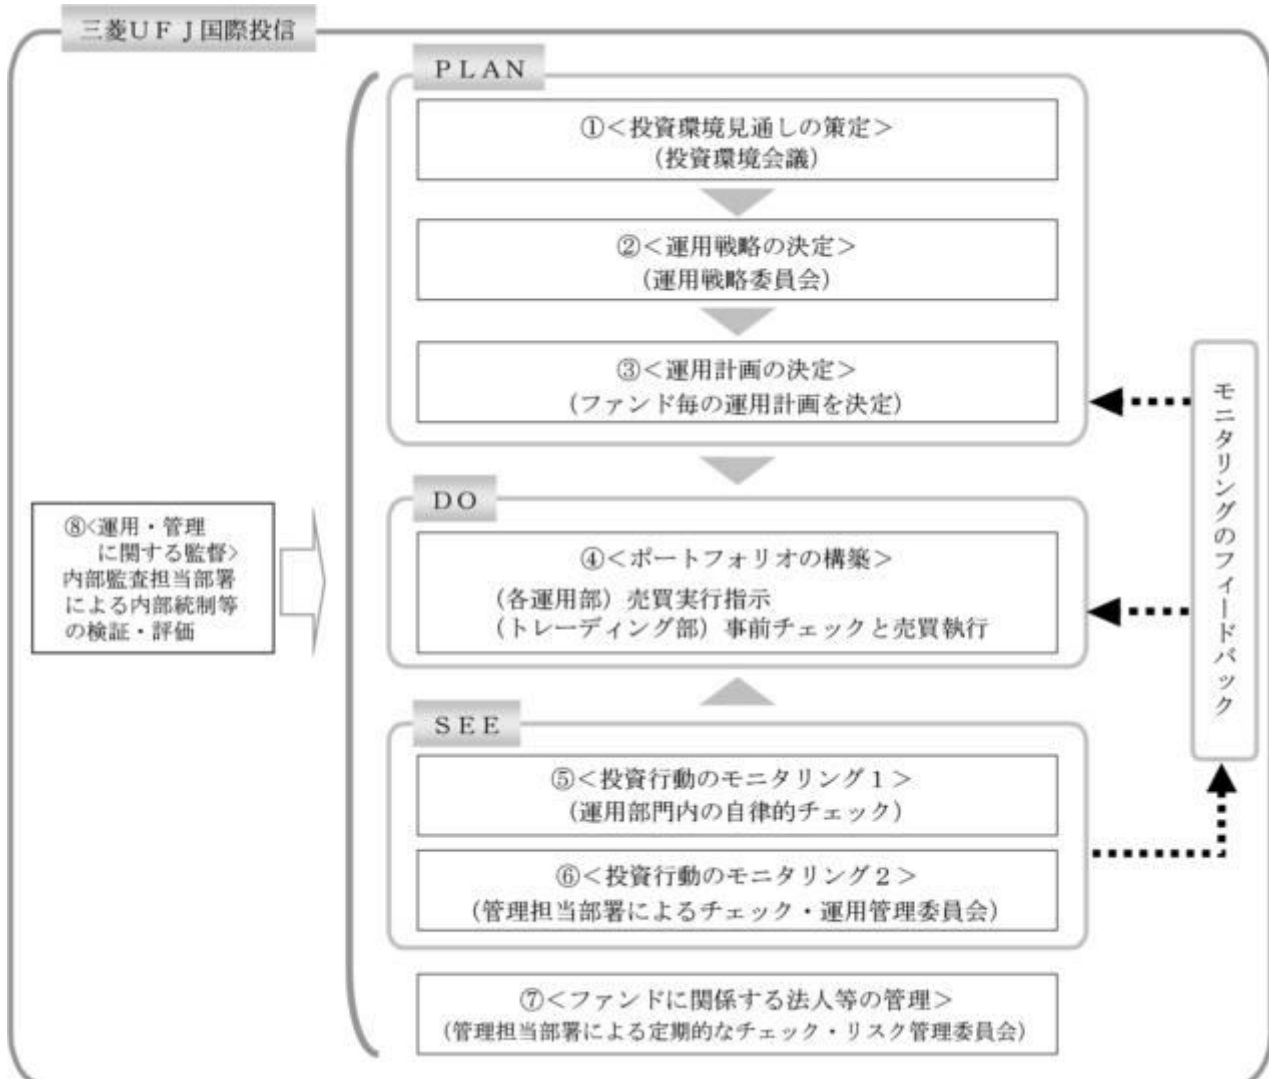 三菱ＵＦＪ国際投信
ＰＬＡＮ
①＜投資環境見通しの策定＞
（投資環境会議）
②＜運用戦略の決定＞
（運用戦略委員会）
③＜運用計画の決定＞
（ファンド毎の運用計画を決定）
ＤＯ
④＜ポートフォリオの構築＞
（各運用部）売買実行指示
（トレーディング部）事前チェックと売買執行
ＳＥＥ
⑤＜投資行動のモニタリング１＞
（運用部門内の自律的チェック）
⑥＜投資行動のモニタリング２＞
（管理担当部署によるチェック・運用管理委員会）
⑦＜ファンドに関係する法人等の管理＞
（管理担当部署による定期的なチェック・リスク管理委員会）
⑧<運用・管理
に関する監督>
内部監査担当部署
による内部統制等
の検証・評価
モニタリングのフィードバック